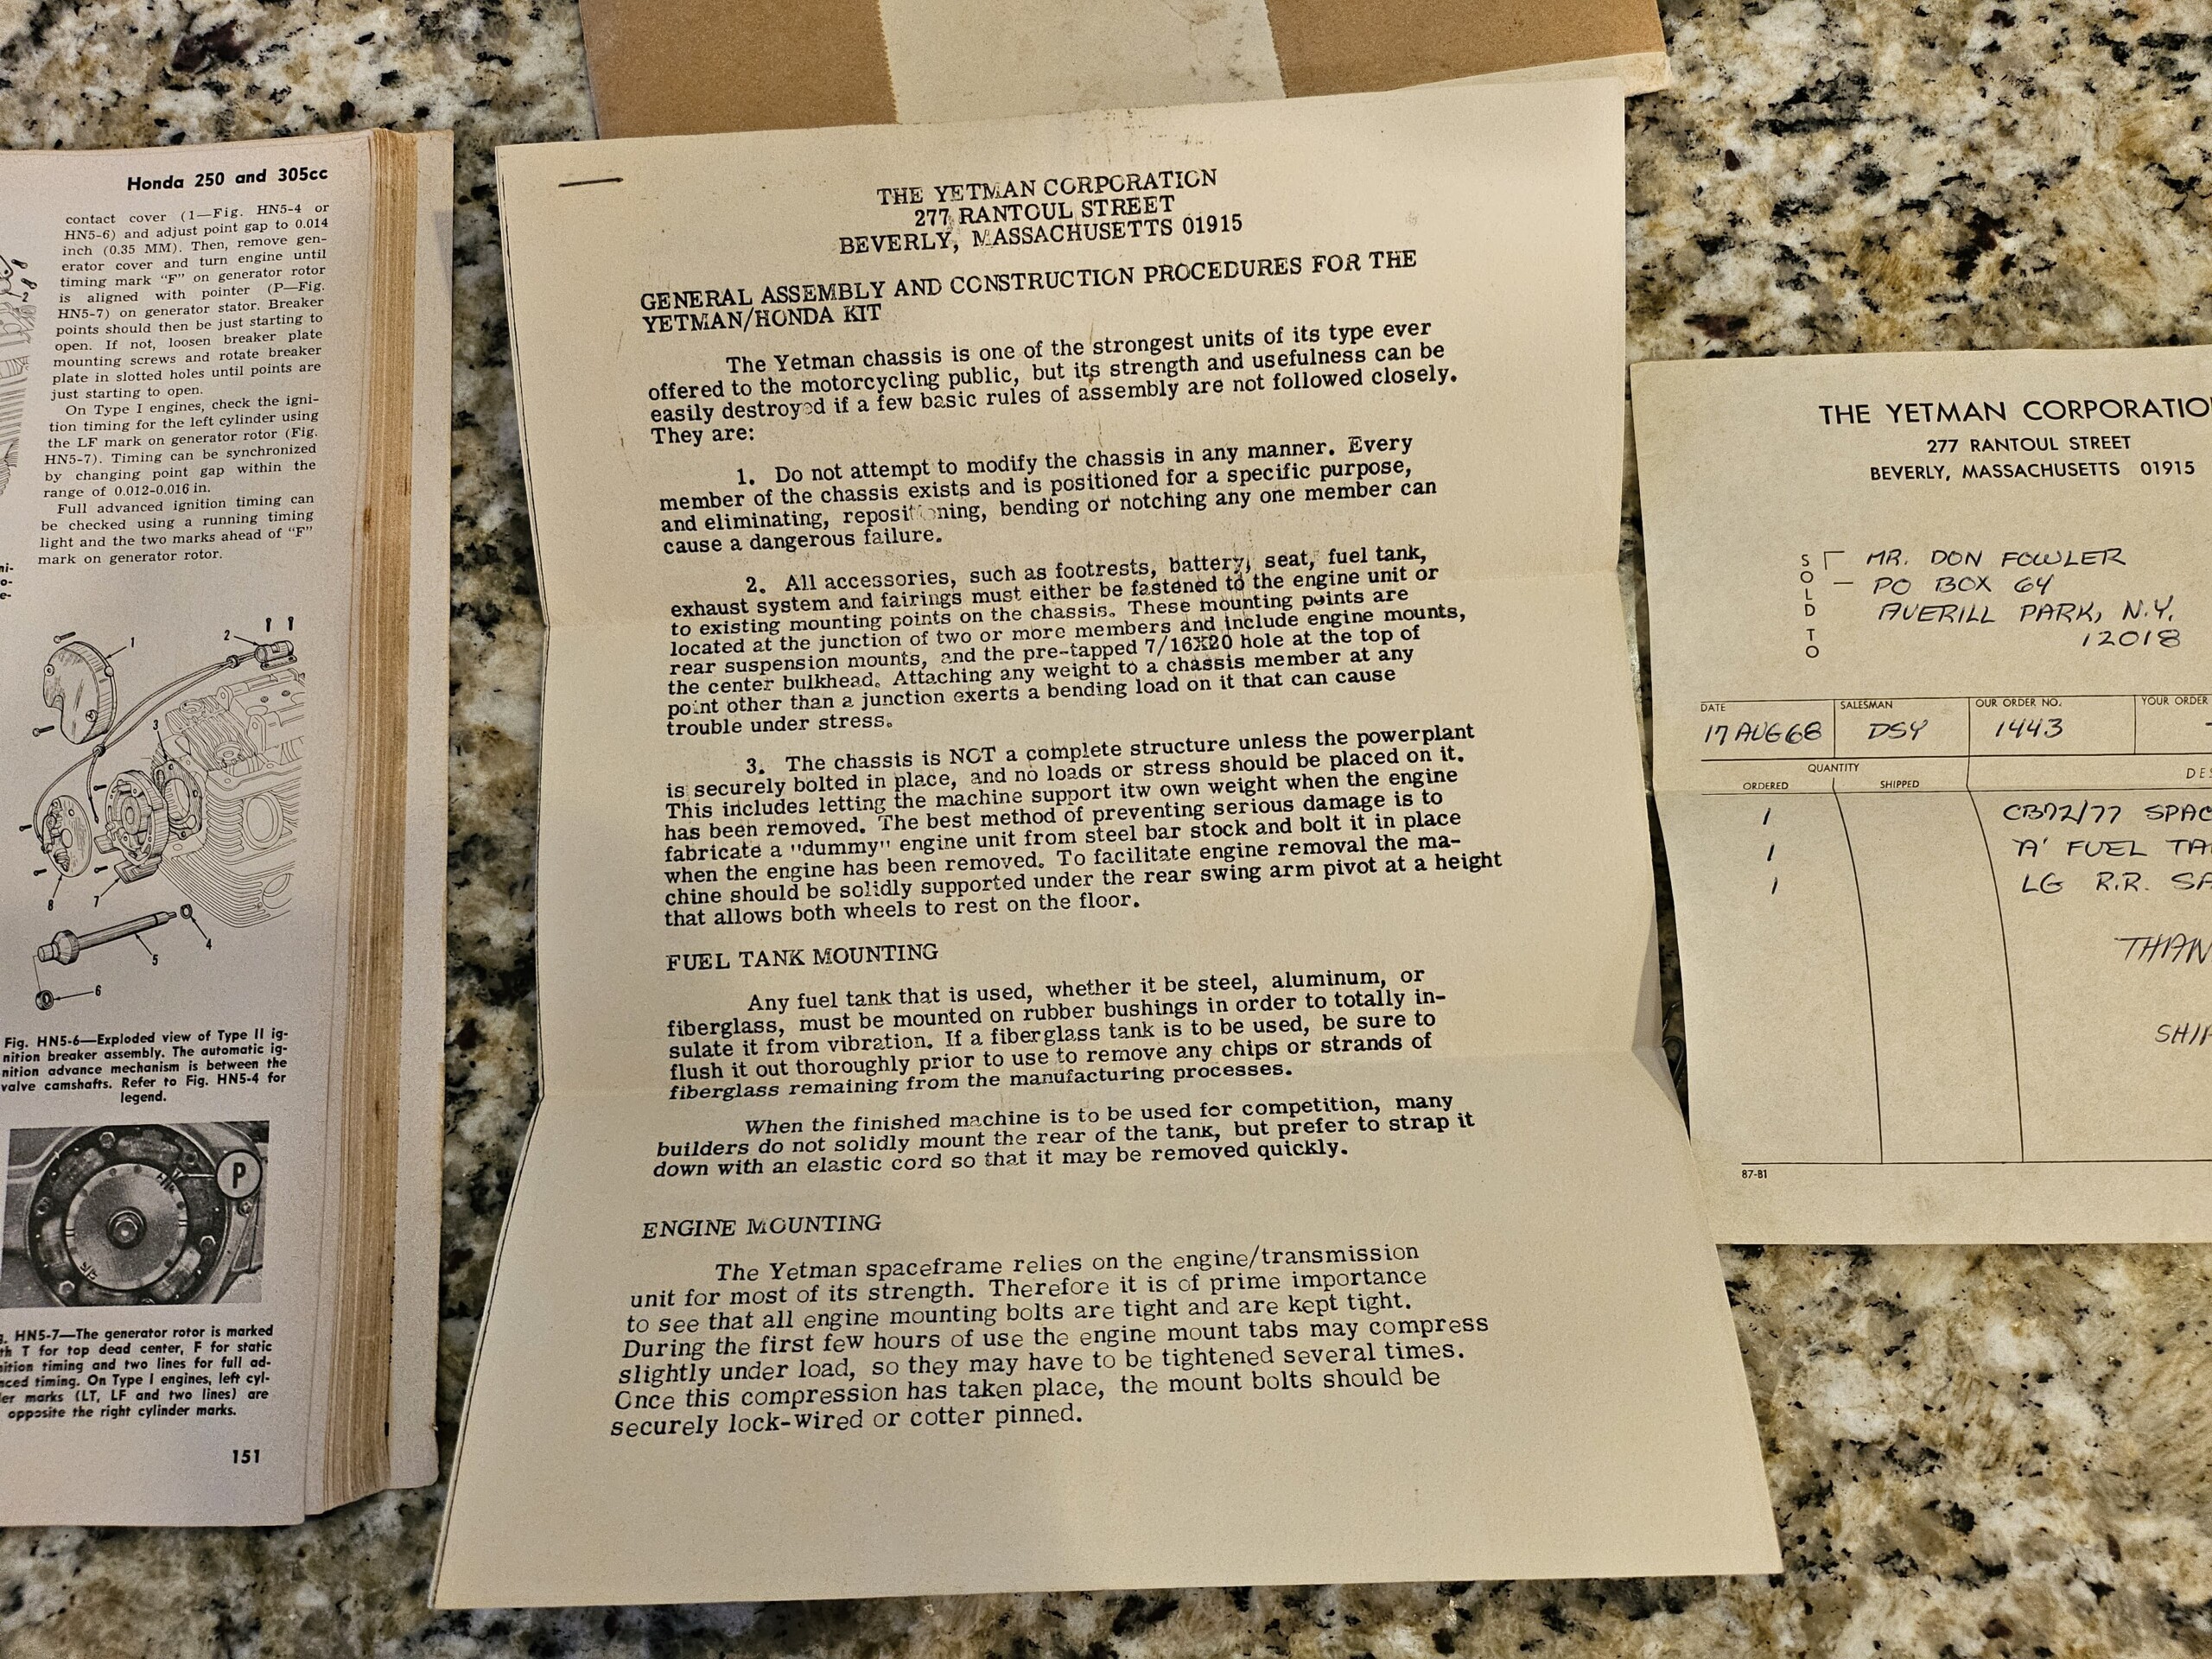 Honda 250 and 305cc
contact cover (1—Fig. HN5-4 or
HN5-6) and adjust point gap to 0.014
inch (0.35 MM). Then, remove gen-
erator cover and turn engine until
timing mark “F” on generator rotor
is aligned with pointer (P—Fig.
HN5-7) on generator stator. Breaker
points should then be just starting to
open. If not, loosen breaker plate
mounting screws and rotate breaker
plate in slotted holes until points are
just starting to open.
On Type I engines, check the igni-
tion timing for the left cylinder using
the LF mark on generator rotor (Fig.
HN5-7). Timing can be synchronized
by changing point gap within the
range of 0.012-0.016 in.
Full advanced ignition timing can
be checked using a running timing
light and the two marks ahead of “F”
mark on generator rotor.
ni-
o-
e-
2
1
2
3
8
7
5
4
6
Fig. HN5-6—Exploded view of Type II ig-
nition breaker assembly. The automatic ig-
nition advance mechanism is between the
valve camshafts. Refer to Fig. HN5-4 for
legend.
P
HN5-7—The generator rotor is marked
T for top dead center, F for static
timing and two lines for full ad-
timing. On Type I engines, left cyl-
marks (LT, LF and two lines) are
opposite the right cylinder marks.
151
THE YETMAN CORPORATION
277 RANTOUL STREET
BEVERLY, MASSACHUSETTS 01915
GENERAL ASSEMBLY AND CONSTRUCTION PROCEDURES FOR THE
YETMAN/HONDA KIT
The Yetman chassis is one of the strongest units of its type ever
offered to the motorcycling public, but its strength and usefulness can be
easily destroyed if a few basic rules of assembly are not followed closely.
They are:
1. Do not attempt to modify the chassis in any manner. Every
member of the chassis exists and is positioned for a specific purpose,
and eliminating, repositioning, bending or notching any one member can
cause a dangerous failure.
2. All accessories, such as footrests, battery, seat, fuel tank,
exhaust system and fairings must either be fastened to the engine unit or
to existing mounting points on the chassis. These mounting points are
located at the junction of two or more members and include engine mounts,
rear suspension mounts, and the pre-tapped 7/16X20 hole at the top of
the center bulkhead. Attaching any weight to a chassis member at any
point other than a junction exerts a bending load on it that can cause
trouble under stress.
3. The chassis is NOT a complete structure unless the powerplant
is securely bolted in place, and no loads or stress should be placed on it.
This includes letting the machine support itw own weight when the engine
has been removed. The best method of preventing serious damage is to
fabricate a "dummy" engine unit from steel bar stock and bolt it in place
when the engine has been removed. To facilitate engine removal the ma-
chine should be solidly supported under the rear swing arm pivot at a height
that allows both wheels to rest on the floor.
FUEL TANK MOUNTING
Any fuel tank that is used, whether it be steel, aluminum, or
fiberglass, must be mounted on rubber bushings in order to totally in-
sulate it from vibration. If a fiberglass tank is to be used, be sure to
flush it out thoroughly prior to use to remove any chips or strands of
fiberglass remaining from the manufacturing processes.
When the finished machine is to be used for competition, many
builders do not solidly mount the rear of the tank, but prefer to strap it
down with an elastic cord so that it may be removed quickly.
ENGINE MOUNTING
The Yetman spaceframe relies on the engine/transmission
unit for most of its strength. Therefore it is of prime importance
to see that all engine mounting bolts are tight and are kept tight.
During the first few hours of use the engine mount tabs may compress
slightly under load, so they may have to be tightened several times.
Once this compression has taken place, the mount bolts should be
securely lock-wired or cotter pinned.
THE YETMAN CORPORATIO
277 RANTOUL STREET
BEVERLY, MASSACHUSETTS 01915
SOLD TO
MR. DON FOWLER
PO BOX 64
AVERILL PARK, N.Y.
12018
DATE SALESMAN OUR ORDER NO. YOUR ORDER
17 AUG 68 DSY 1443
QUANTITY
ORDERED SHIPPED DES
1 CB72/77 SPAC
1 'A' FUEL TA
1 LG R.R. SP
THAN
SHIP
87-B1